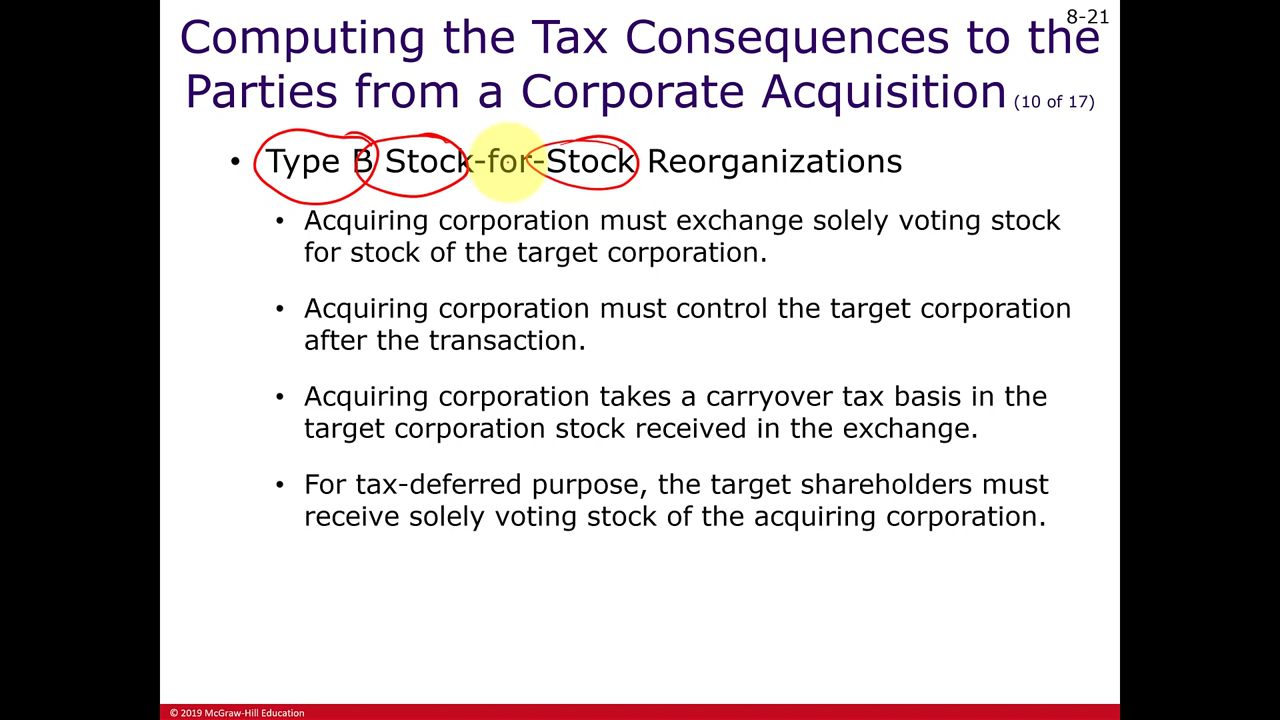 8-21
Computing the Tax Consequences to the
Parties from a Corporate Acquisition (10 of 17)
• Type B Stock-for-Stock Reorganizations
• Acquiring corporation must exchange solely voting stock
for stock of the target corporation.
• Acquiring corporation must control the target corporation
after the transaction.
• Acquiring corporation takes a carryover tax basis in the
target corporation stock received in the exchange.
• For tax-deferred purpose, the target shareholders must
receive solely voting stock of the acquiring corporation.
© 2019 McGraw-Hill Education